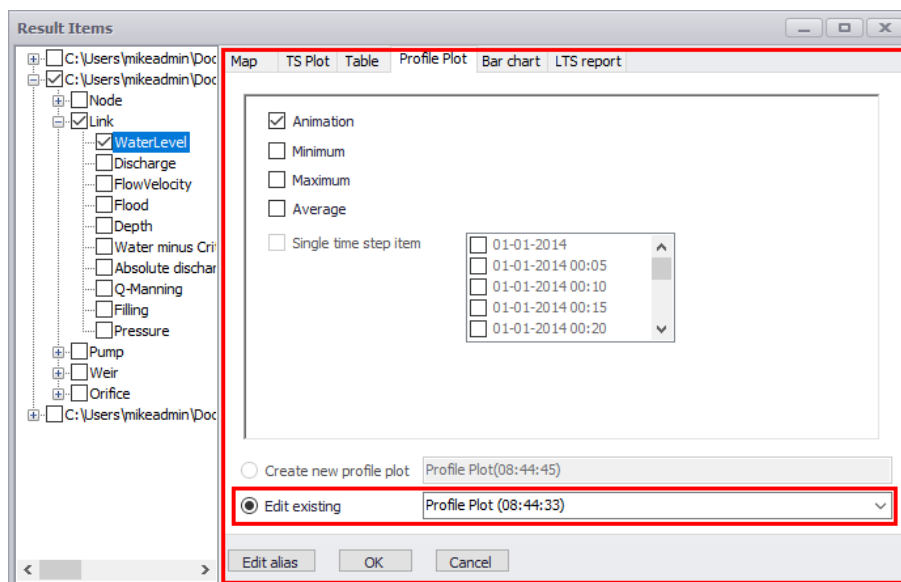 Result Items
C:\Users\mikeadmin\Doc
C:\Users\mikeadmin\Doc
Node
Link
WaterLevel
Discharge
FlowVelocity
Flood
Depth
Water minus Cri
Absolute dischar
Q-Manning
Filling
Pressure
Pump
Weir
Orifice
C:\Users\mikeadmin\Doc
Map TS Plot Table Profile Plot Bar chart LTS report
Animation
Minimum
Maximum
Average
Single time step item
01-01-2014
01-01-2014 00:05
01-01-2014 00:10
01-01-2014 00:15
01-01-2014 00:20
Create new profile plot Profile Plot(08:44:45)
Edit existing Profile Plot (08:44:33)
Edit alias OK Cancel